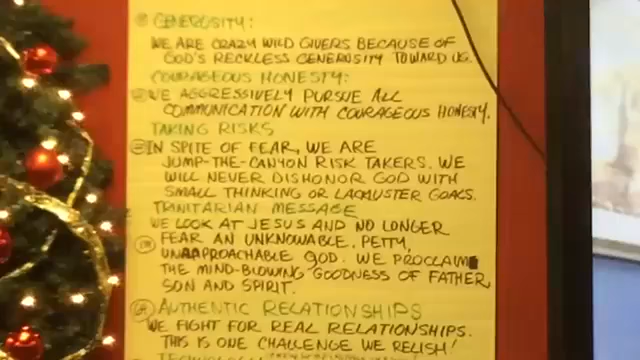 GENEROSITY:
WE ARE CRAZY WILD GIVERS BECAUSE OF
GOD'S RECKLESS GENEROSITY TOWARD US.
COURAGEOUS HONESTY:
WE AGGRESSIVELY PURSUE ALL
COMMUNICATION WITH COURAGEOUS HONESTY.
TAKING RISKS
IN SPITE OF FEAR, WE ARE
JUMP-THE-CANYON RISK TAKERS. WE
WILL NEVER DISHONOR GOD WITH
SMALL THINKING OR LACKLUSTER GOALS.
TRINITARIAN MESSAGE
WE LOOK AT JESUS AND NO LONGER
FEAR AN UNKNOWABLE, PETTY,
UNAPPROACHABLE GOD. WE PROCLAIM
THE MIND-BLOWING GOODNESS OF FATHER,
SON AND SPIRIT.
AUTHENTIC RELATIONSHIPS
WE FIGHT FOR REAL RELATIONSHIPS.
THIS IS ONE CHALLENGE WE RELISH!